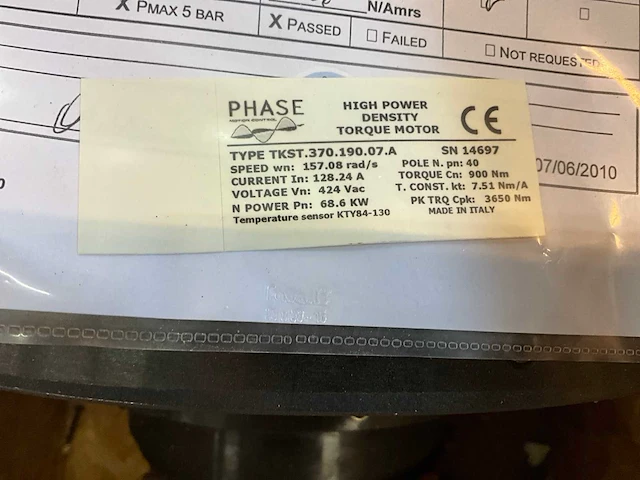 N/Amrs
X PMAX 5 BAR
X PASSED
☐ FAILED
☐ NOT REQUESTED
PHASE
MOTION CONTROL
HIGH POWER
DENSITY
TORQUE MOTOR
CE
TYPE TKST.370.190.07.A SN 14697
SPEED wn: 157.08 rad/s POLE N. pn: 40
CURRENT In: 128.24 A TORQUE Cn: 900 Nm
VOLTAGE Vn: 424 Vac T. CONST. kt: 7.51 Nm/A
N POWER Pn: 68.6 KW PK TRQ Cpk: 3650 Nm
Temperature sensor KTY84-130 MADE IN ITALY
07/06/2010